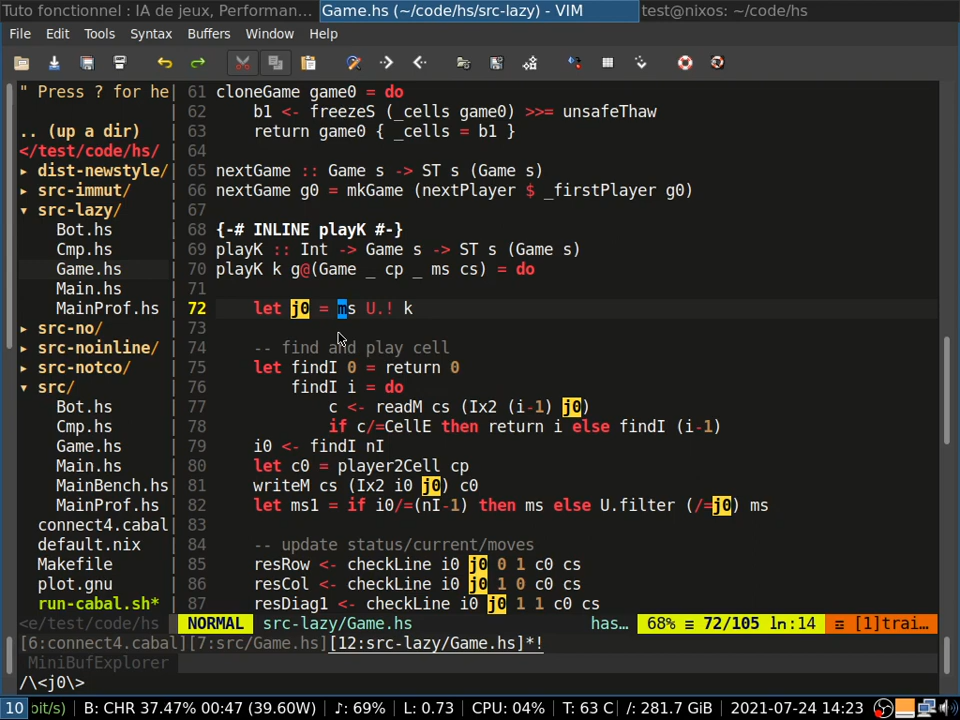 Tuto fonctionnel : IA de jeux, Performan... Game.hs (~/code/hs/src-lazy) - VIM test@nixos: ~/code/hs
File Edit Tools Syntax Buffers Window Help
" Press ? for he
.. (up a dir)
</test/code/hs/
▸ dist-newstyle/
▸ src-immut/
▾ src-lazy/
Bot.hs
Cmp.hs
Game.hs
Main.hs
MainProf.hs
▸ src-no/
▸ src-noinline/
▸ src-notco/
▾ src/
Bot.hs
Cmp.hs
Game.hs
Main.hs
MainBench.hs
MainProf.hs
connect4.cabal
default.nix
Makefile
plot.gnu
run-cabal.sh*
<e/test/code/hs
61 cloneGame game0 = do
62     b1 <- freezeS (_cells game0) >>= unsafeThaw
63     return game0 { _cells = b1 }
64
65 nextGame :: Game s -> ST s (Game s)
66 nextGame g0 = mkGame (nextPlayer $ _firstPlayer g0)
67
68 {-# INLINE playK #-}
69 playK :: Int -> Game s -> ST s (Game s)
70 playK k g@(Game _ cp _ ms cs) = do
71
72     let j0 = ms U.! k
73
74     -- find and play cell
75     let findI 0 = return 0
76         findI i = do
77             c <- readM cs (Ix2 (i-1) j0)
78             if c/=CellE then return i else findI (i-1)
79     i0 <- findI nI
80     let c0 = player2Cell cp
81     writeM cs (Ix2 i0 j0) c0
82     let ms1 = if i0/=(nI-1) then ms else U.filter (/=j0) ms
83
84     -- update status/current/moves
85     resRow <- checkLine i0 j0 0 1 c0 cs
86     resCol <- checkLine i0 j0 1 0 c0 cs
87     resDiag1 <- checkLine i0 j0 1 1 c0 cs
NORMAL src-lazy/Game.hs has… 68% ≡ 72/105 ln:14 ≡ [1]trai…
[6:connect4.cabal][7:src/Game.hs][12:src-lazy/Game.hs]*!
MiniBufExplorer
/\<j0\>
10 bit/s) B: CHR 37.47% 00:47 (39.60W) ♪: 69% L: 0.73 CPU: 04% T: 63 C /: 281.7 GiB 2021-07-24 14:23